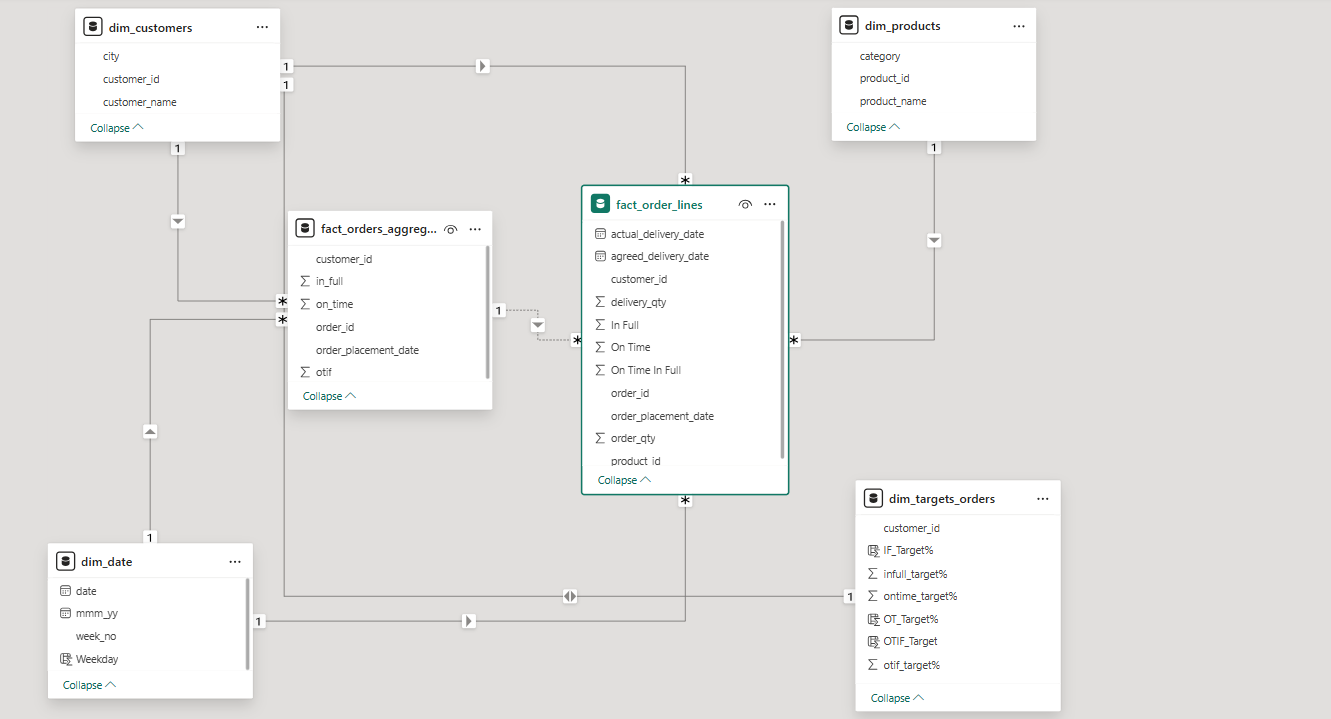 dim_customers
city
customer_id
customer_name
Collapse
1
1
1
*
*
*
dim_products
category
product_id
product_name
Collapse
1
fact_orders_aggreg...
customer_id
in_full
on_time
order_id
order_placement_date
otif
Collapse
1
*
*
fact_order_lines
actual_delivery_date
agreed_delivery_date
customer_id
delivery_qty
In Full
On Time
On Time In Full
order_id
order_placement_date
order_qty
product_id
Collapse
*
dim_date
date
mmm_yy
week_no
Weekday
Collapse
1
1
dim_targets_orders
customer_id
IF_Target%
infull_target%
ontime_target%
OT_Target%
OTIF_Target
otif_target%
Collapse
1